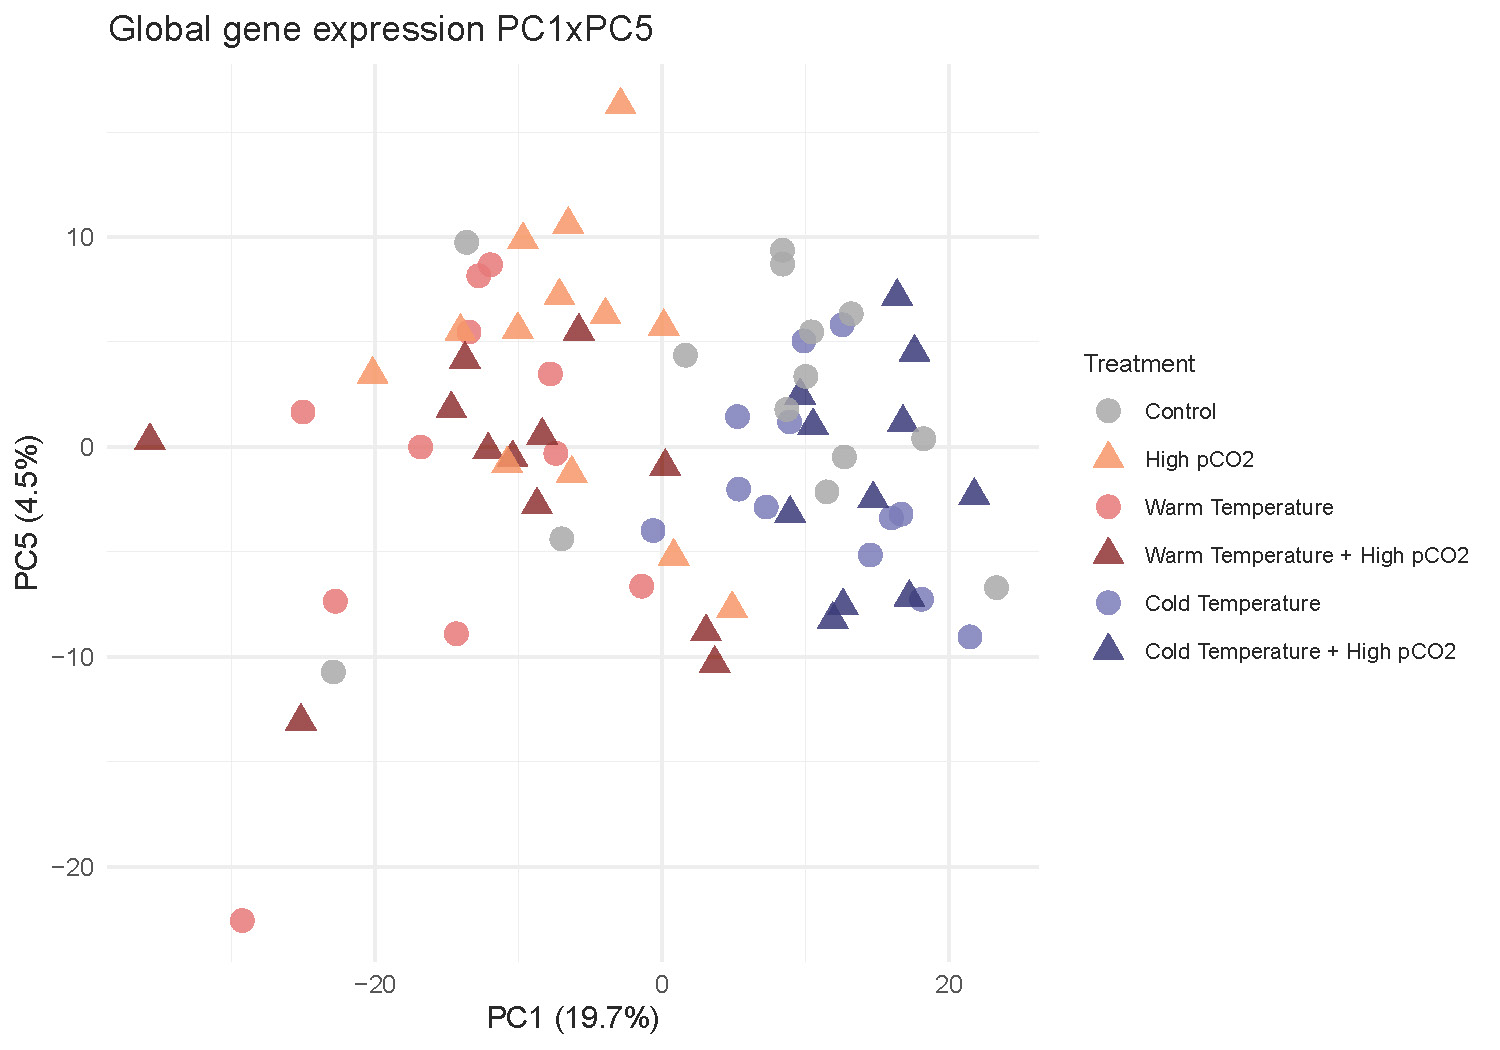 Global gene expression PC1xPC5
10
0
−10
−20
PC5 (4.5%)
−20
0
20
PC1 (19.7%)
Treatment
Control
High pCO2
Warm Temperature
Warm Temperature + High pCO2
Cold Temperature
Cold Temperature + High pCO2